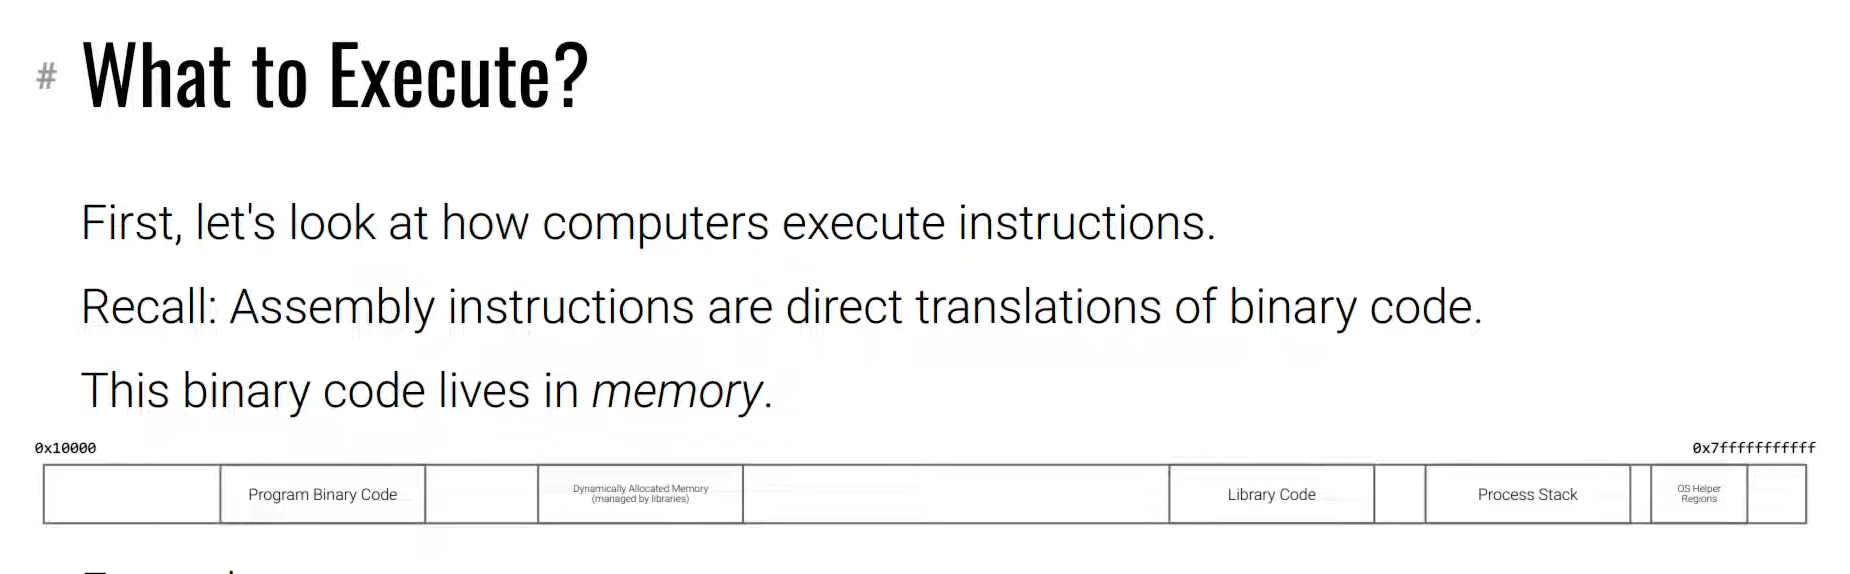 # What to Execute?
First, let's look at how computers execute instructions.
Recall: Assembly instructions are direct translations of binary code.
This binary code lives in memory.
0x10000 0x7fffffffffff
Program Binary Code
Dynamically Allocated Memory
(managed by libraries)
Library Code
Process Stack
OS Helper
Regions